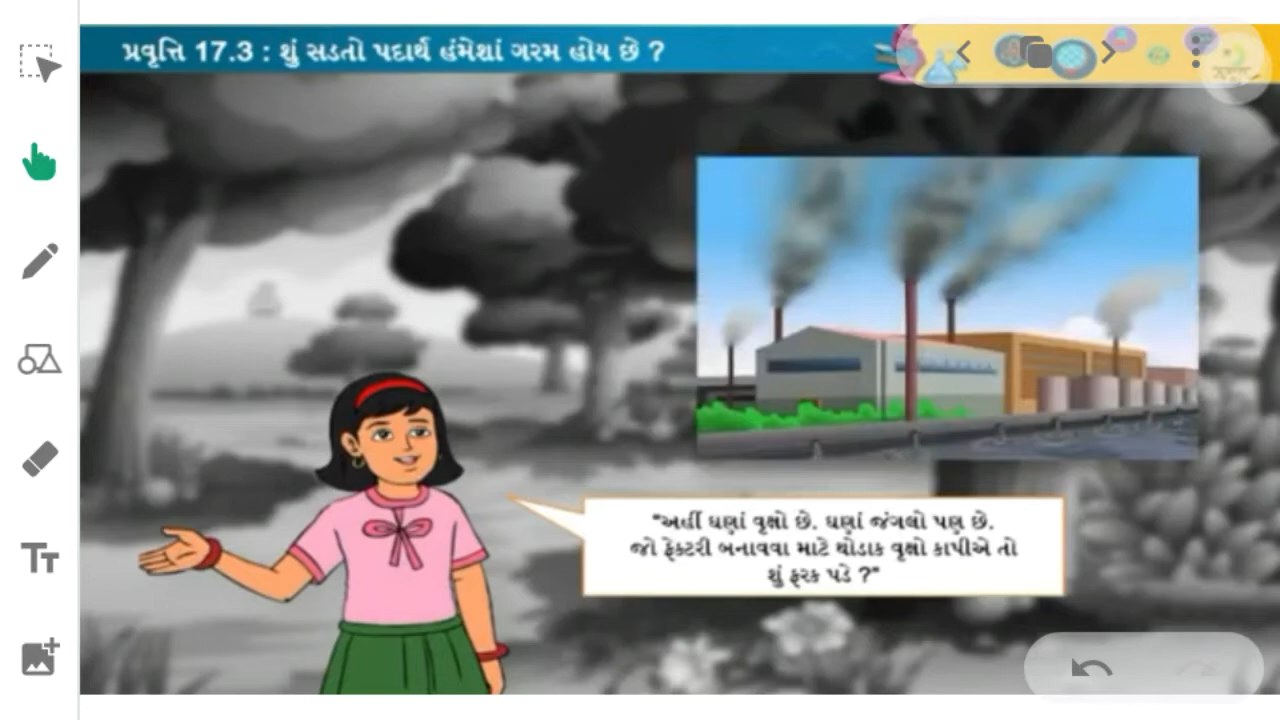 પ્રવૃત્તિ 17.3 : શું સડતો પદાર્થ હંમેશાં ગરમ હોય છે ?
"અહીં ઘણાં વૃક્ષો છે. ઘણાં જંગલો પણ છે.
જો ફેક્ટરી બનાવવા માટે થોડાક વૃક્ષો કાપીએ તો
શું ફરક પડે ?"